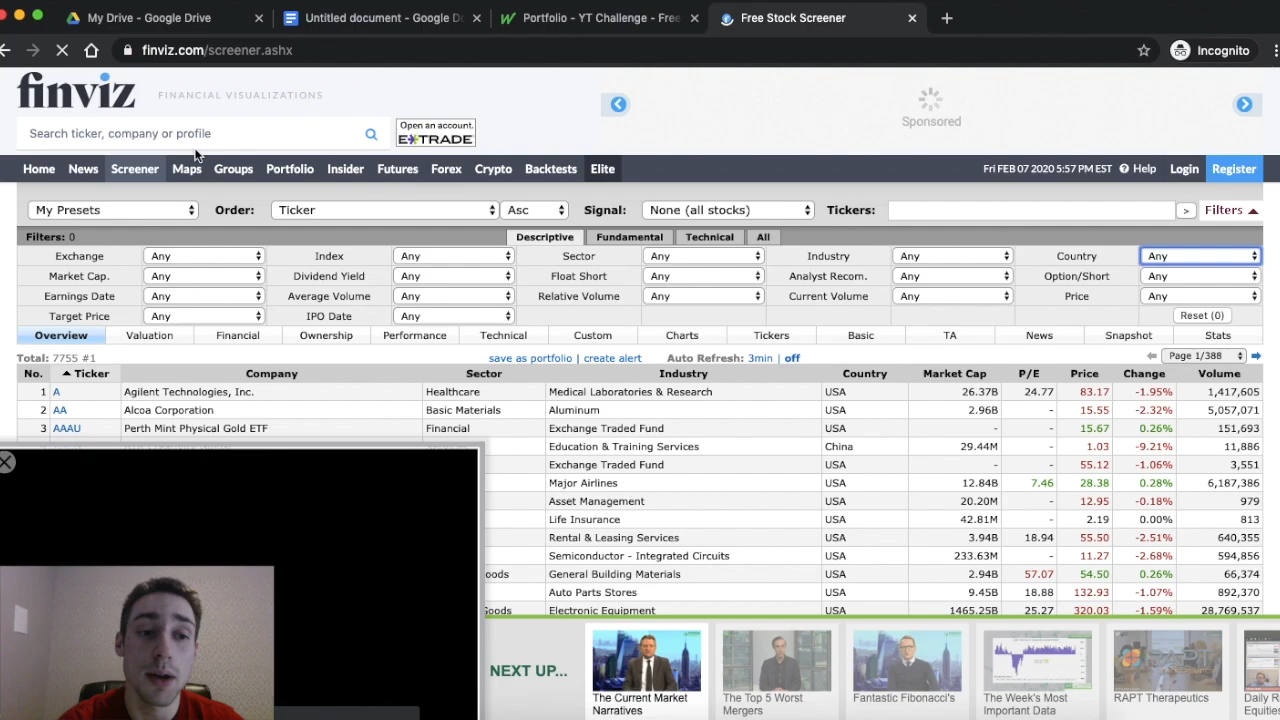 My Drive - Google Drive
Untitled document - Google D
Portfolio - YT Challenge - Free
Free Stock Screener
finviz.com/screener.ashx
Incognito
finviz FINANCIAL VISUALIZATIONS
Sponsored
Search ticker, company or profile
Open an account.
E*TRADE
Home News Screener Maps Groups Portfolio Insider Futures Forex Crypto Backtests Elite Fri FEB 07 2020 5:57 PM EST Help Login Register
My Presets Order: Ticker Asc Signal: None (all stocks) Tickers: > Filters
Filters: 0 Descriptive Fundamental Technical All
Exchange Any Index Any Sector Any Industry Any Country Any
Market Cap. Any Dividend Yield Any Float Short Any Analyst Recom. Any Option/Short Any
Earnings Date Any Average Volume Any Relative Volume Any Current Volume Any Price Any
Target Price Any IPO Date Any Reset (0)
Overview Valuation Financial Ownership Performance Technical Custom Charts Tickers Basic TA News Snapshot Stats
Total: 7755 #1 save as portfolio | create alert Auto Refresh: 3min | off Page 1/388
No. Ticker Company Sector Industry Country Market Cap P/E Price Change Volume
1 A Agilent Technologies, Inc. Healthcare Medical Laboratories & Research USA 26.37B 24.77 83.17 -1.95% 1,417,605
2 AA Alcoa Corporation Basic Materials Aluminum USA 2.96B - 15.55 -2.32% 5,057,071
3 AAAU Perth Mint Physical Gold ETF Financial Exchange Traded Fund USA - - 15.67 0.26% 151,693
Education & Training Services China 29.44M - 1.03 -9.21% 11,886
Exchange Traded Fund USA - - 55.12 -1.06% 3,551
Major Airlines USA 12.84B 7.46 28.38 0.28% 6,187,386
Asset Management USA 20.20M - 12.95 -0.18% 979
Life Insurance USA 42.81M - 2.19 0.00% 813
Rental & Leasing Services USA 3.94B 18.94 55.50 -2.51% 640,355
Semiconductor - Integrated Circuits USA 233.63M - 11.27 -2.68% 594,856
oods General Building Materials USA 2.94B 57.07 54.50 0.26% 66,374
Auto Parts Stores USA 9.45B 18.88 132.93 -1.07% 892,370
Goods Electronic Equipment USA 1465.25B 25.27 320.03 -1.59% 28,769,537
NEXT UP...
The Current Market
Narratives
The Top 5 Worst
Mergers
Fantastic Fibonacci's
The Week's Most
Important Data
RAPT Therapeutics
Daily R
Equities